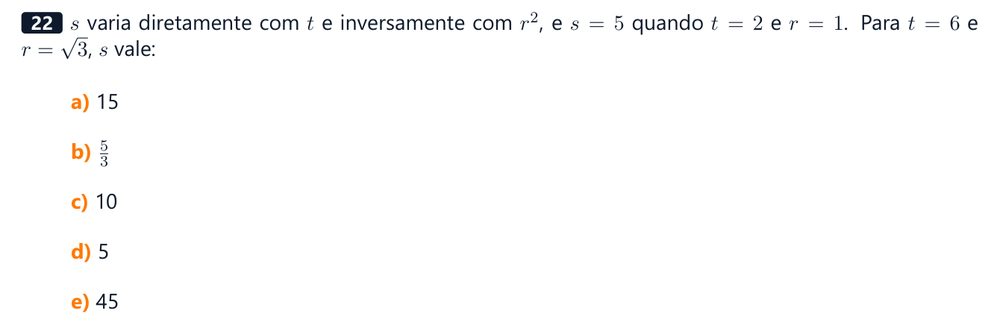 22 s varia diretamente com t e inversamente com r², e s = 5 quando t = 2 e r = 1. Para t = 6 e
r = √3, s vale:
a) 15
b) 5/3
c) 10
d) 5
e) 45